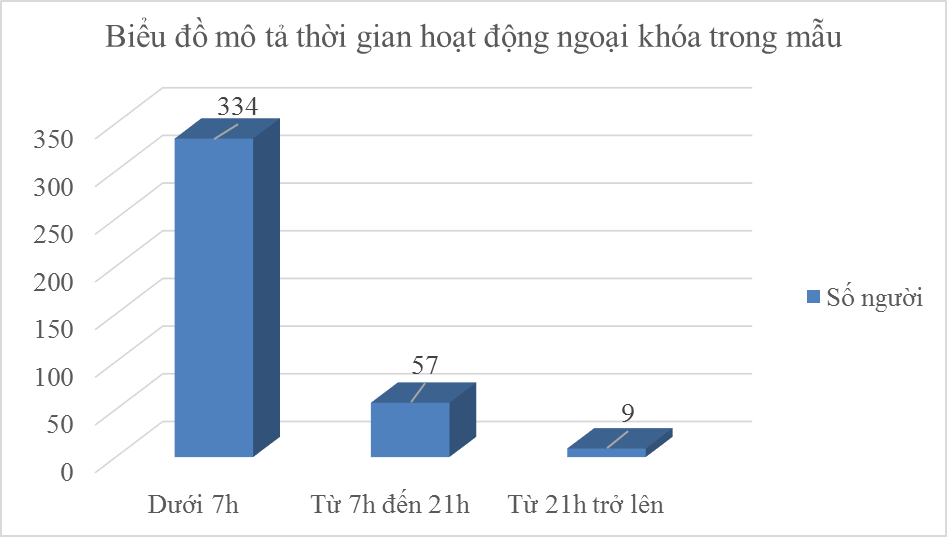 Biểu đồ mô tả thời gian hoạt động ngoại khóa trong mẫu
334
350
300
250
200
150
100
50
0
57
9
Số người
Dưới 7h
Từ 7h đến 21h
Từ 21h trở lên